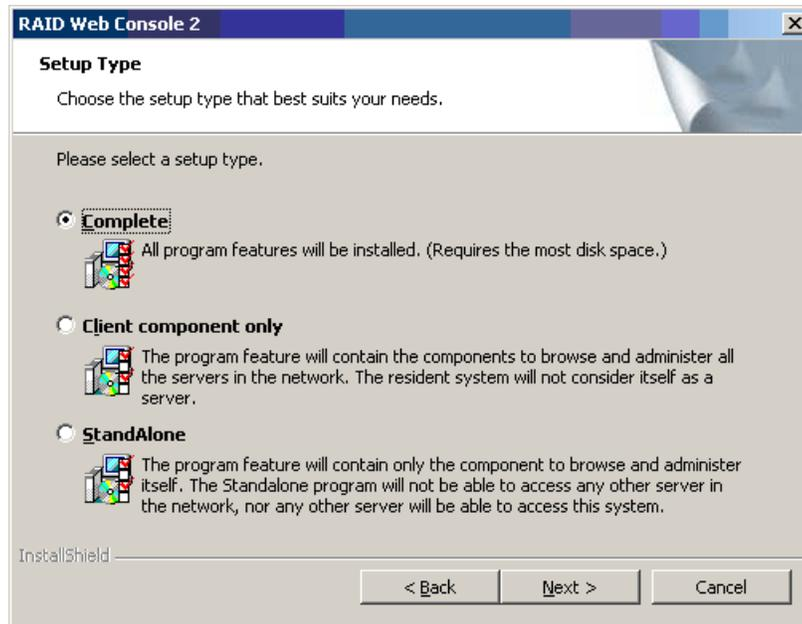 RAID Web Console 2
Setup Type
Choose the setup type that best suits your needs.
Please select a setup type.
Complete
All program features will be installed. (Requires the most disk space.)
Client component only
The program feature will contain the components to browse and administer all
the servers in the network. The resident system will not consider itself as a
server.
StandAlone
The program feature will contain only the component to browse and administer
itself. The Standalone program will not be able to access any other server in
the network, nor any other server will be able to access this system.
InstallShield
< Back
Next >
Cancel